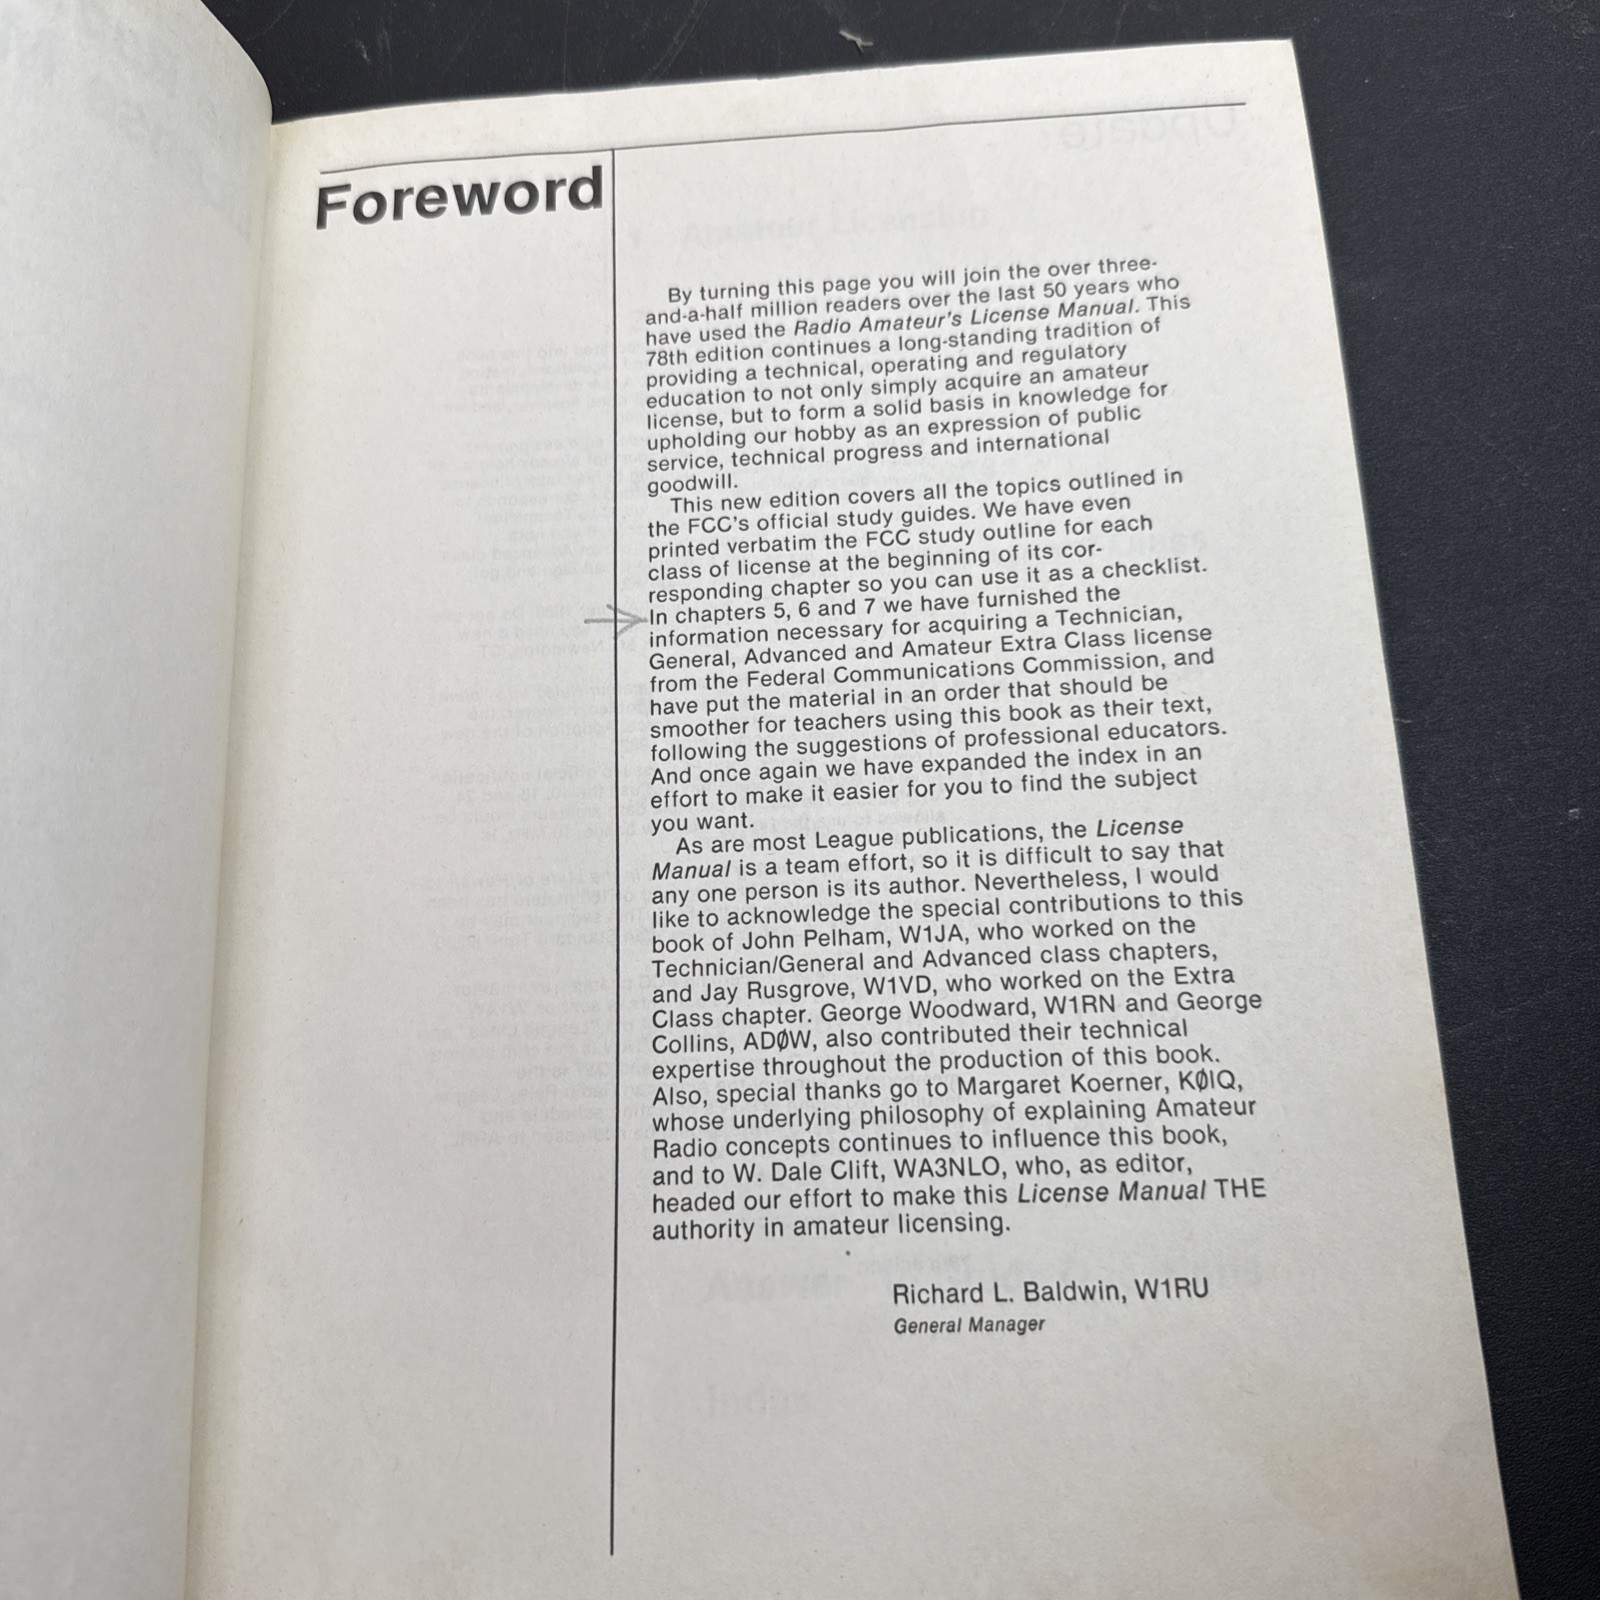 Foreword
By turning this page you will join the over three-
and-a-half million readers over the last 50 years who
have used the Radio Amateur's License Manual. This
78th edition continues a long-standing tradition of
providing a technical, operating and regulatory
education to not only simply acquire an amateur
license, but to form a solid basis in knowledge for
upholding our hobby as an expression of public
service, technical progress and international
goodwill.
This new edition covers all the topics outlined in
the FCC's official study guides. We have even
printed verbatim the FCC study outline for each
class of license at the beginning of its cor-
responding chapter so you can use it as a checklist.
In chapters 5, 6 and 7 we have furnished the
information necessary for acquiring a Technician,
General, Advanced and Amateur Extra Class license
from the Federal Communications Commission, and
have put the material in an order that should be
smoother for teachers using this book as their text,
following the suggestions of professional educators.
And once again we have expanded the index in an
effort to make it easier for you to find the subject
you want.
As are most League publications, the License
Manual is a team effort, so it is difficult to say that
any one person is its author. Nevertheless, I would
like to acknowledge the special contributions to this
book of John Pelham, W1JA, who worked on the
Technician/General and Advanced class chapters,
and Jay Rusgrove, W1VD, who worked on the Extra
Class chapter. George Woodward, W1RN and George
Collins, ADØW, also contributed their technical
expertise throughout the production of this book.
Also, special thanks go to Margaret Koerner, KØIQ,
whose underlying philosophy of explaining Amateur
Radio concepts continues to influence this book,
and to W. Dale Clift, WA3NLO, who, as editor,
headed our effort to make this License Manual THE
authority in amateur licensing.
Richard L. Baldwin, W1RU
General Manager